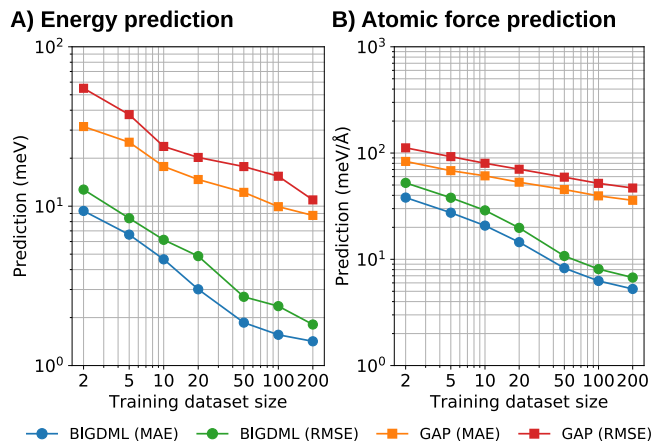 A) Energy prediction
B) Atomic force prediction
Prediction (meV)
10²
10¹
10⁰
2 5 10 20 50 100 200
Training dataset size
Prediction (meV/Å)
10³
10²
10¹
10⁰
2 5 10 20 50 100 200
Training dataset size
BIGDML (MAE) BIGDML (RMSE) GAP (MAE) GAP (RMSE)